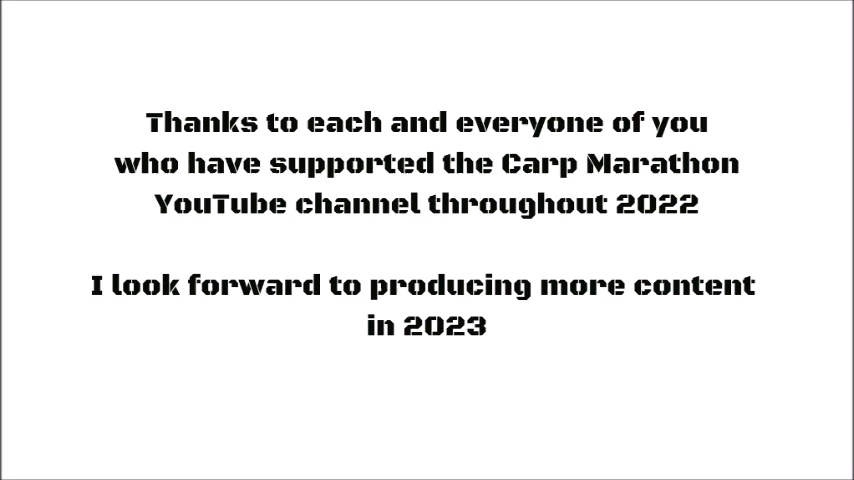 Thanks to each and everyone of you
who have supported the Carp Marathon
YouTube channel throughout 2022
I look forward to producing more content
in 2023